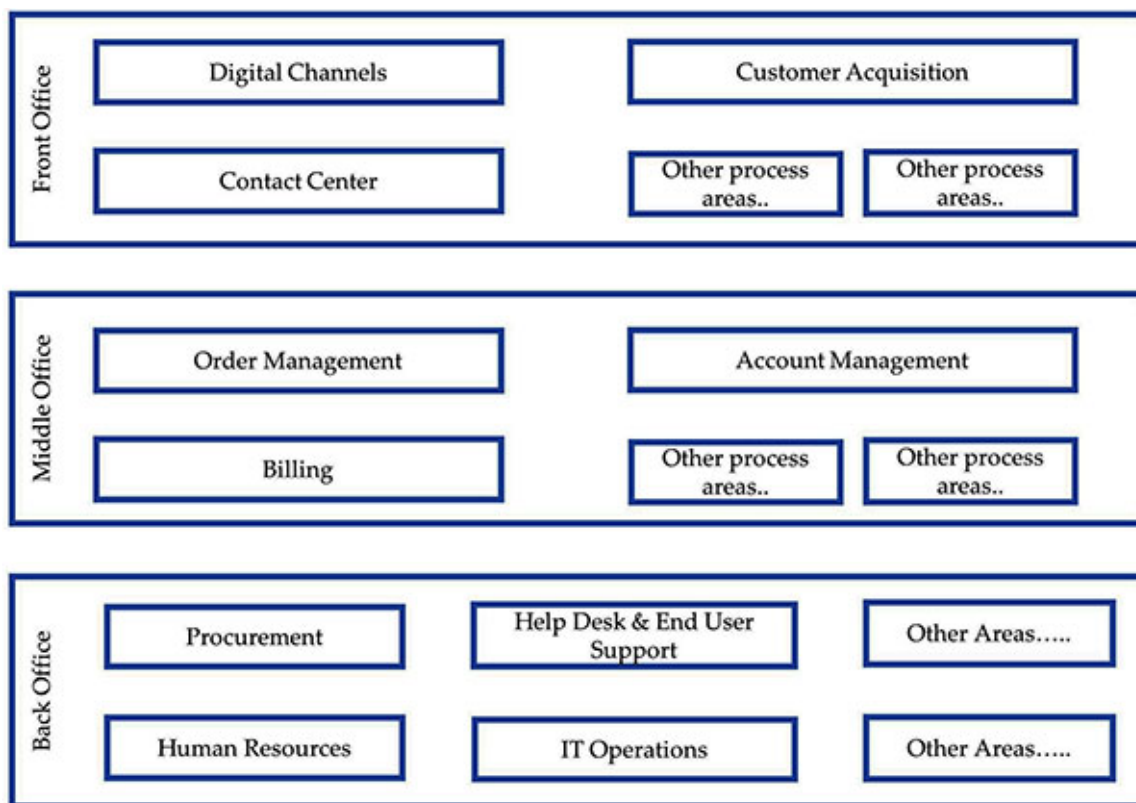 Front Office
Digital Channels
Customer Acquisition
Contact Center
Other process
areas..
Other process
areas..
Middle Office
Order Management
Account Management
Billing
Other process
areas..
Other process
areas..
Back Office
Procurement
Help Desk & End User
Support
Other Areas.....
Human Resources
IT Operations
Other Areas.....